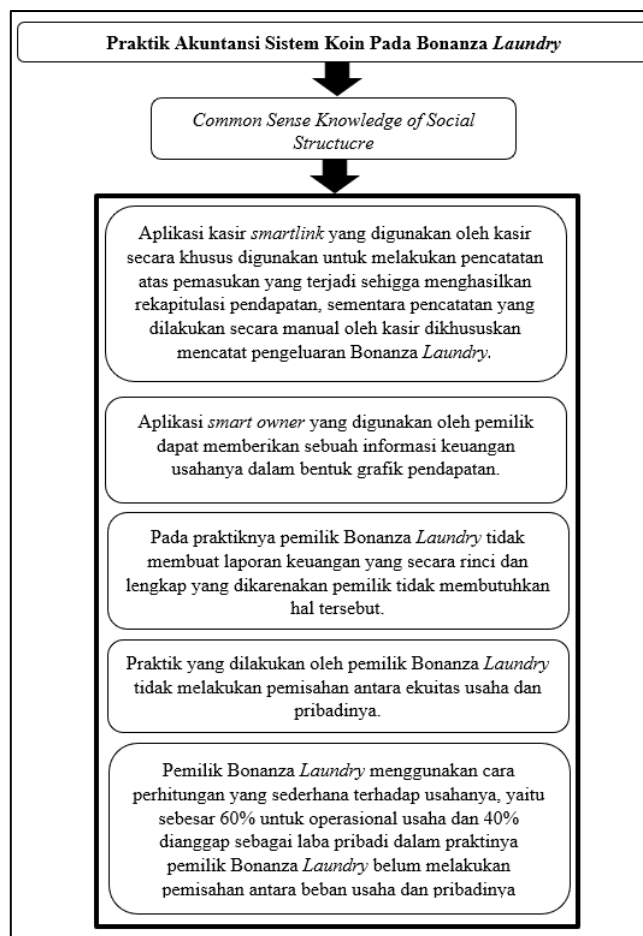 Praktik Akuntansi Sistem Koin Pada Bonanza Laundry
Common Sense Knowledge of Social
Structucre
Aplikasi kasir smartlink yang digunakan oleh kasir
secara khusus digunakan untuk melakukan pencatatan
atas pemasukan yang terjadi sehigga menghasilkan
rekapitulasi pendapatan, sementara pencatatan yang
dilakukan secara manual oleh kasir dikhususkan
mencatat pengeluaran Bonanza Laundry.
Aplikasi smart owner yang digunakan oleh pemilik
dapat memberikan sebuah informasi keuangan
usahanya dalam bentuk grafik pendapatan.
Pada praktiknya pemilik Bonanza Laundry tidak
membuat laporan keuangan yang secara rinci dan
lengkap yang dikarenakan pemilik tidak membutuhkan
hal tersebut.
Praktik yang dilakukan oleh pemilik Bonanza Laundry
tidak melakukan pemisahan antara ekuitas usaha dan
pribadinya.
Pemilik Bonanza Laundry menggunakan cara
perhitungan yang sederhana terhadap usahanya, yaitu
sebesar 60% untuk operasional usaha dan 40%
dianggap sebagai laba pribadi dalam praktinya
pemilik Bonanza Laundry belum melakukan
pemisahan antara beban usaha dan pribadinya